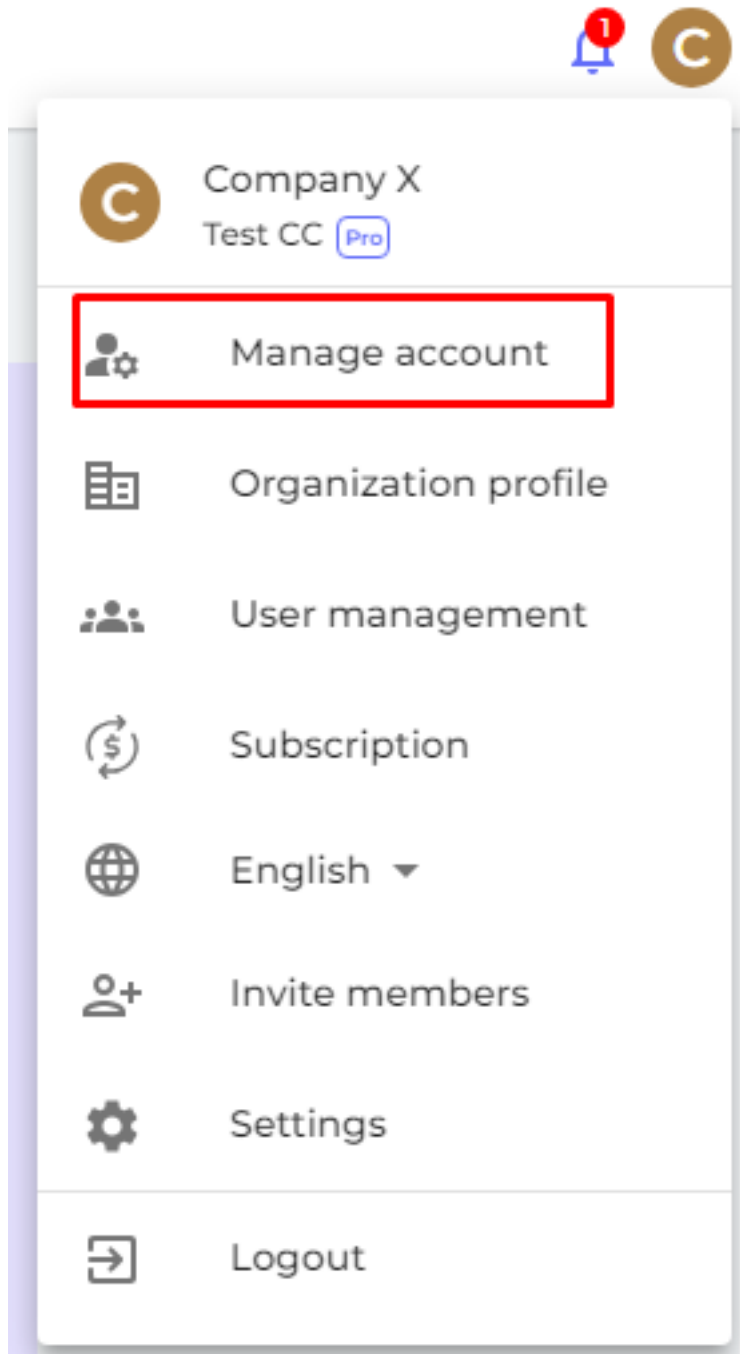 1
C
C
Company X
Test CC Pro
Manage account
Organization profile
User management
$
Subscription
English
Invite members
Settings
Logout